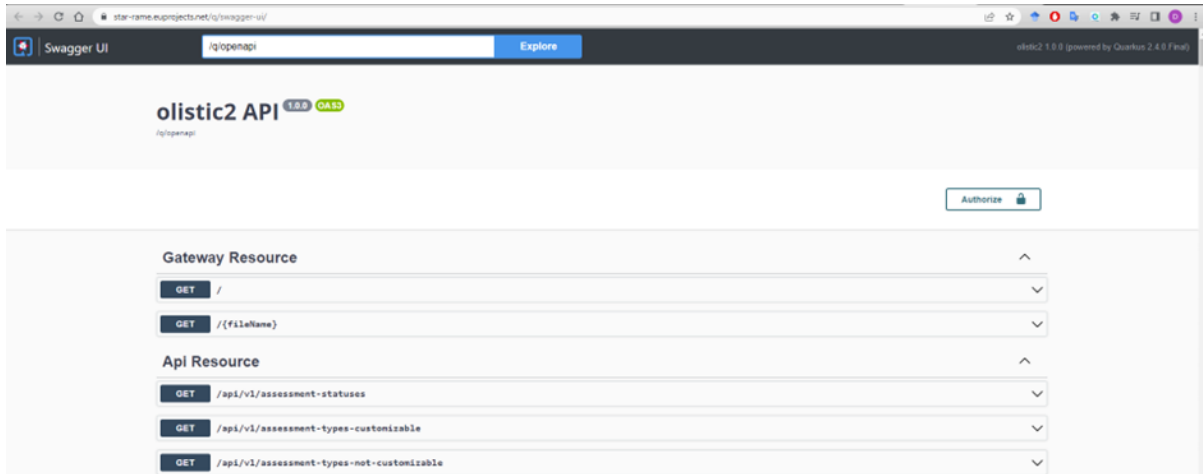 star-rame.euprojects.net/q/swagger-ui/
Swagger UI
/q/openapi
Explore
olistic2 1.0.0 (powered by Quarkus 2.4.0.Final)
olistic2 API 1.0.0 OAS3
/q/openapi
Authorize
Gateway Resource
GET /
GET /{fileName}
Api Resource
GET /api/v1/assessment-statuses
GET /api/v1/assessment-types-customizable
GET /api/v1/assessment-types-not-customizable